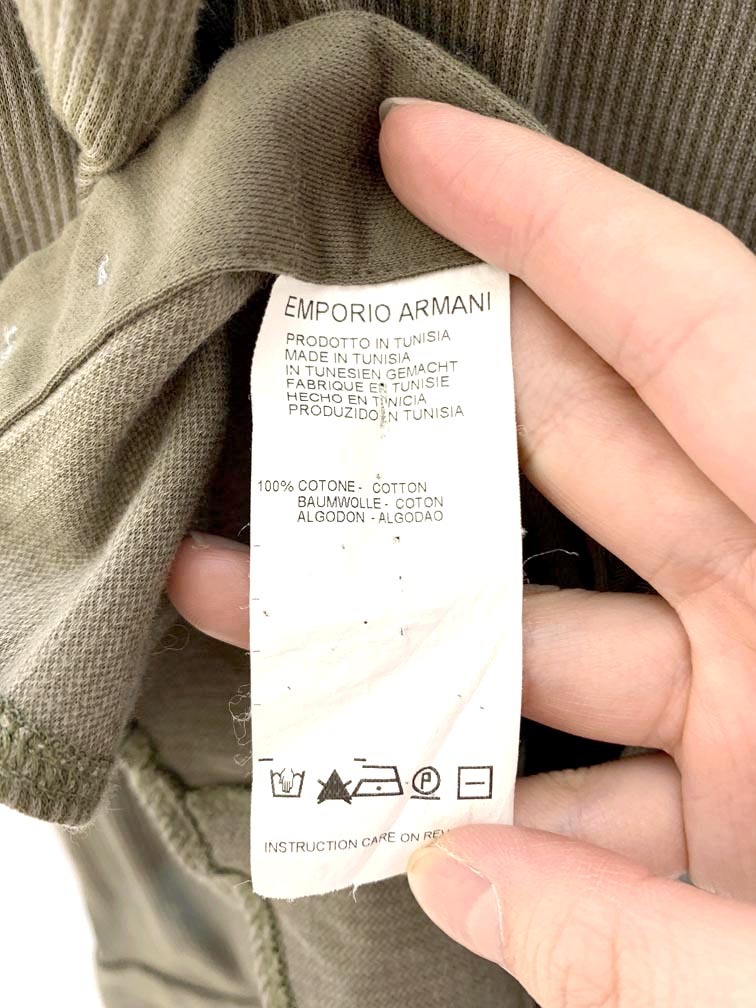 EMPORIO ARMANI
PRODOTTO IN TUNISIA
MADE IN TUNISIA
IN TUNESIEN GEMACHT
FABRIQUE EN TUNISIE
HECHO EN TUNICIA
PRODUZIDO IN TUNISIA
100% COTONE - COTTON
BAUMWOLLE - COTON
ALGODON - ALGODAO
P
INSTRUCTION CARE ON